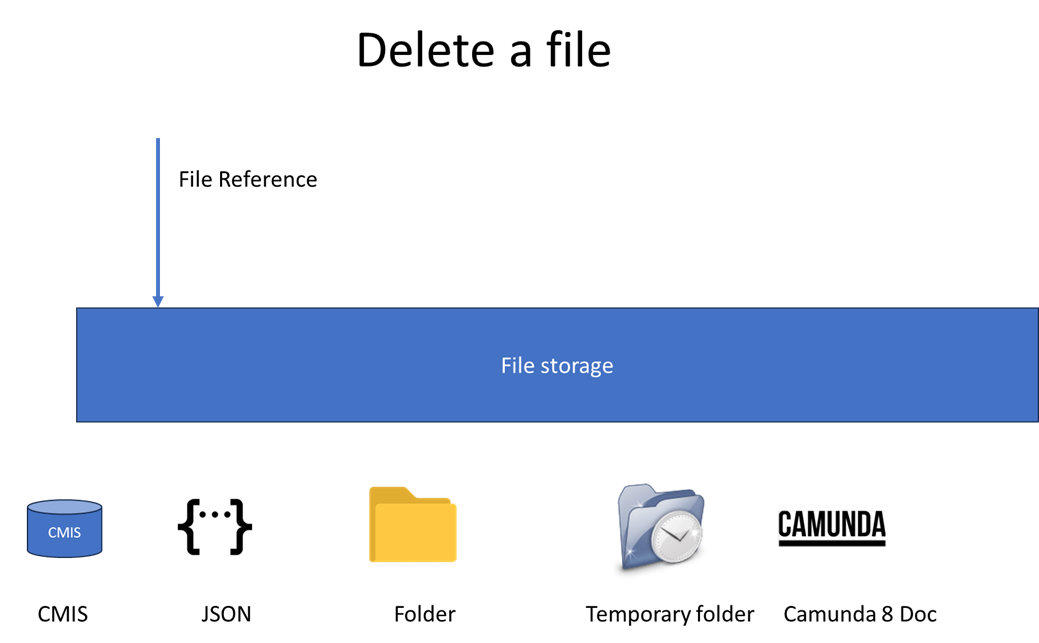 Delete a file
File Reference
File storage
CMIS
{...}
CAMUNDA
CMIS
JSON
Folder
Temporary folder
Camunda 8 Doc